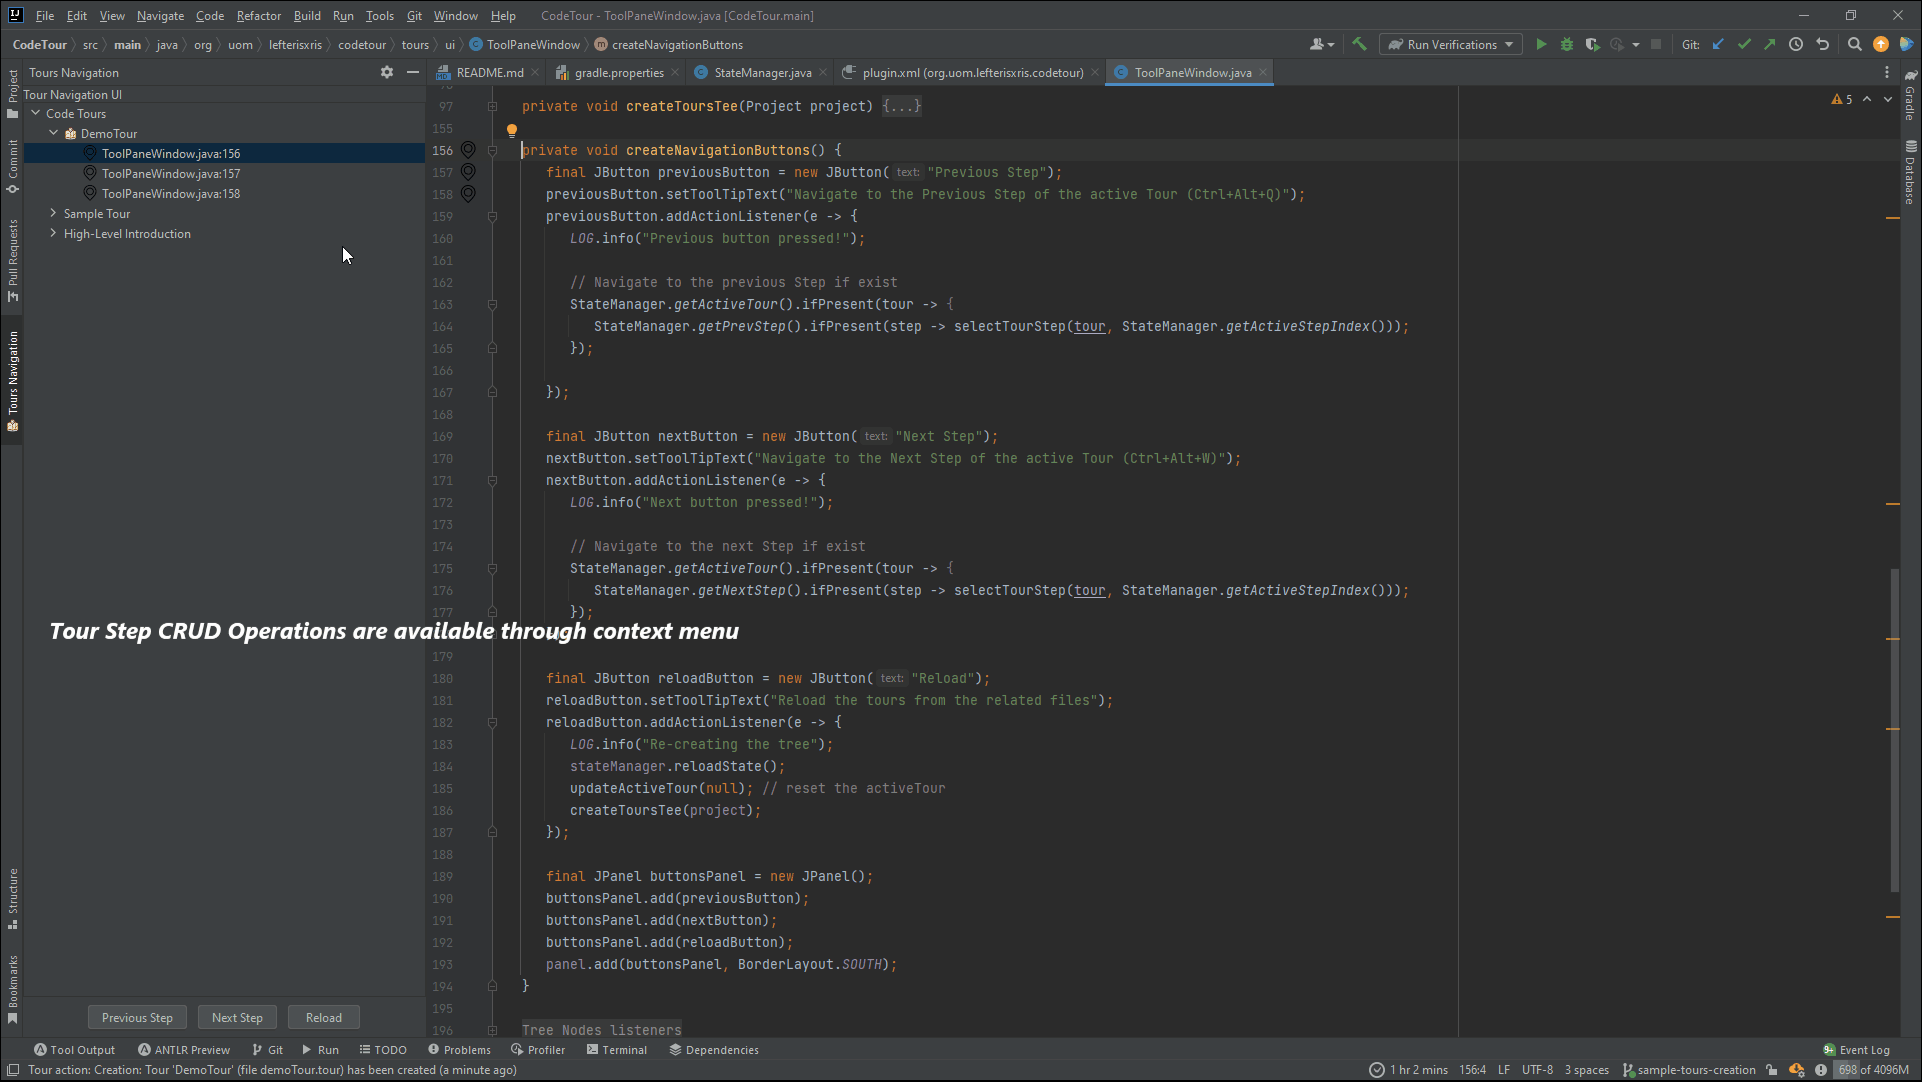 File Edit View Navigate Code Refactor Build Run Tools Git Window Help CodeTour - ToolPaneWindow.java [CodeTour.main]
CodeTour src main java org uom lefterisxris codetour tours ui ToolPaneWindow createNavigationButtons Run Verifications Git:
Tours Navigation README.md gradle.properties StateManager.java plugin.xml (org.uom.lefterisxris.codetour) ToolPaneWindow.java
Tour Navigation UI
Code Tours
DemoTour
ToolPaneWindow.java:156
ToolPaneWindow.java:157
ToolPaneWindow.java:158
Sample Tour
High-Level Introduction
Project
Commit
Pull Requests
Tours Navigation
Structure
Bookmarks
Gradle
Database
5
97 private void createToursTee(Project project) {...}
155
156 private void createNavigationButtons() {
157 final JButton previousButton = new JButton( text: "Previous Step");
158 previousButton.setToolTipText("Navigate to the Previous Step of the active Tour (Ctrl+Alt+Q)");
159 previousButton.addActionListener(e -> {
160 LOG.info("Previous button pressed!");
161
162 // Navigate to the previous Step if exist
163 StateManager.getActiveTour().ifPresent(tour -> {
164 StateManager.getPrevStep().ifPresent(step -> selectTourStep(tour, StateManager.getActiveStepIndex()));
165 });
166
167 });
168
169 final JButton nextButton = new JButton( text: "Next Step");
170 nextButton.setToolTipText("Navigate to the Next Step of the active Tour (Ctrl+Alt+W)");
171 nextButton.addActionListener(e -> {
172 LOG.info("Next button pressed!");
173
174 // Navigate to the next Step if exist
175 StateManager.getActiveTour().ifPresent(tour -> {
176 StateManager.getNextStep().ifPresent(step -> selectTourStep(tour, StateManager.getActiveStepIndex()));
177 });
Tour Step CRUD Operations are available through context menu
179
180 final JButton reloadButton = new JButton( text: "Reload");
181 reloadButton.setToolTipText("Reload the tours from the related files");
182 reloadButton.addActionListener(e -> {
183 LOG.info("Re-creating the tree");
184 stateManager.reloadState();
185 updateActiveTour(null); // reset the activeTour
186 createToursTee(project);
187 });
188
189 final JPanel buttonsPanel = new JPanel();
190 buttonsPanel.add(previousButton);
191 buttonsPanel.add(nextButton);
192 buttonsPanel.add(reloadButton);
193 panel.add(buttonsPanel, BorderLayout.SOUTH);
194 }
195
196 Tree Nodes listeners
Previous Step Next Step Reload
Tool Output ANTLR Preview Git Run TODO Problems Profiler Terminal Dependencies 9+ Event Log
Tour action: Creation: Tour 'DemoTour' (file demoTour.tour) has been created (a minute ago) 1 hr 2 mins 156:4 LF UTF-8 3 spaces sample-tours-creation 698 of 4096M